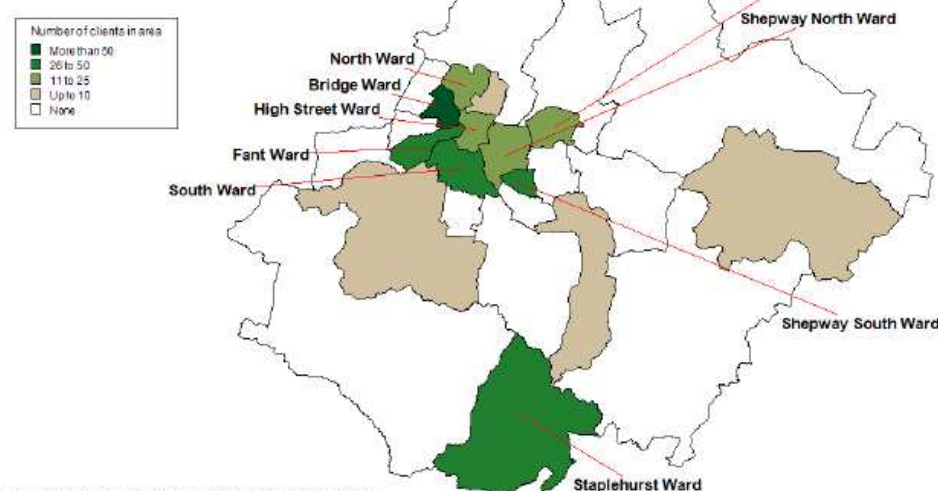 Number of clients in area
More than 50
26 to 50
11 to 25
Up to 10
None
Shepway North Ward
North Ward
Bridge Ward
High Street Ward
Fant Ward
South Ward
Shepway South Ward
Staplehurst Ward